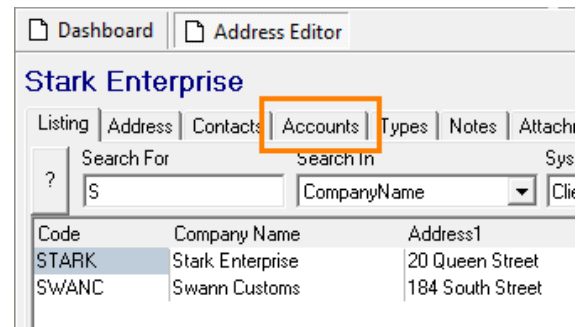 Dashboard Address Editor
Stark Enterprise
Listing Address Contacts Accounts Types Notes
Search For Search In
? S CompanyName
Code Company Name Address1
STARK Stark Enterprise 20 Queen Street
SWANC Swann Customs 184 South Street